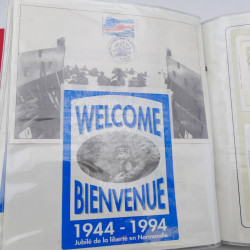 WELCOME
BIENVENUE
1944 - 1994
Jubilé de la liberté en Normandie